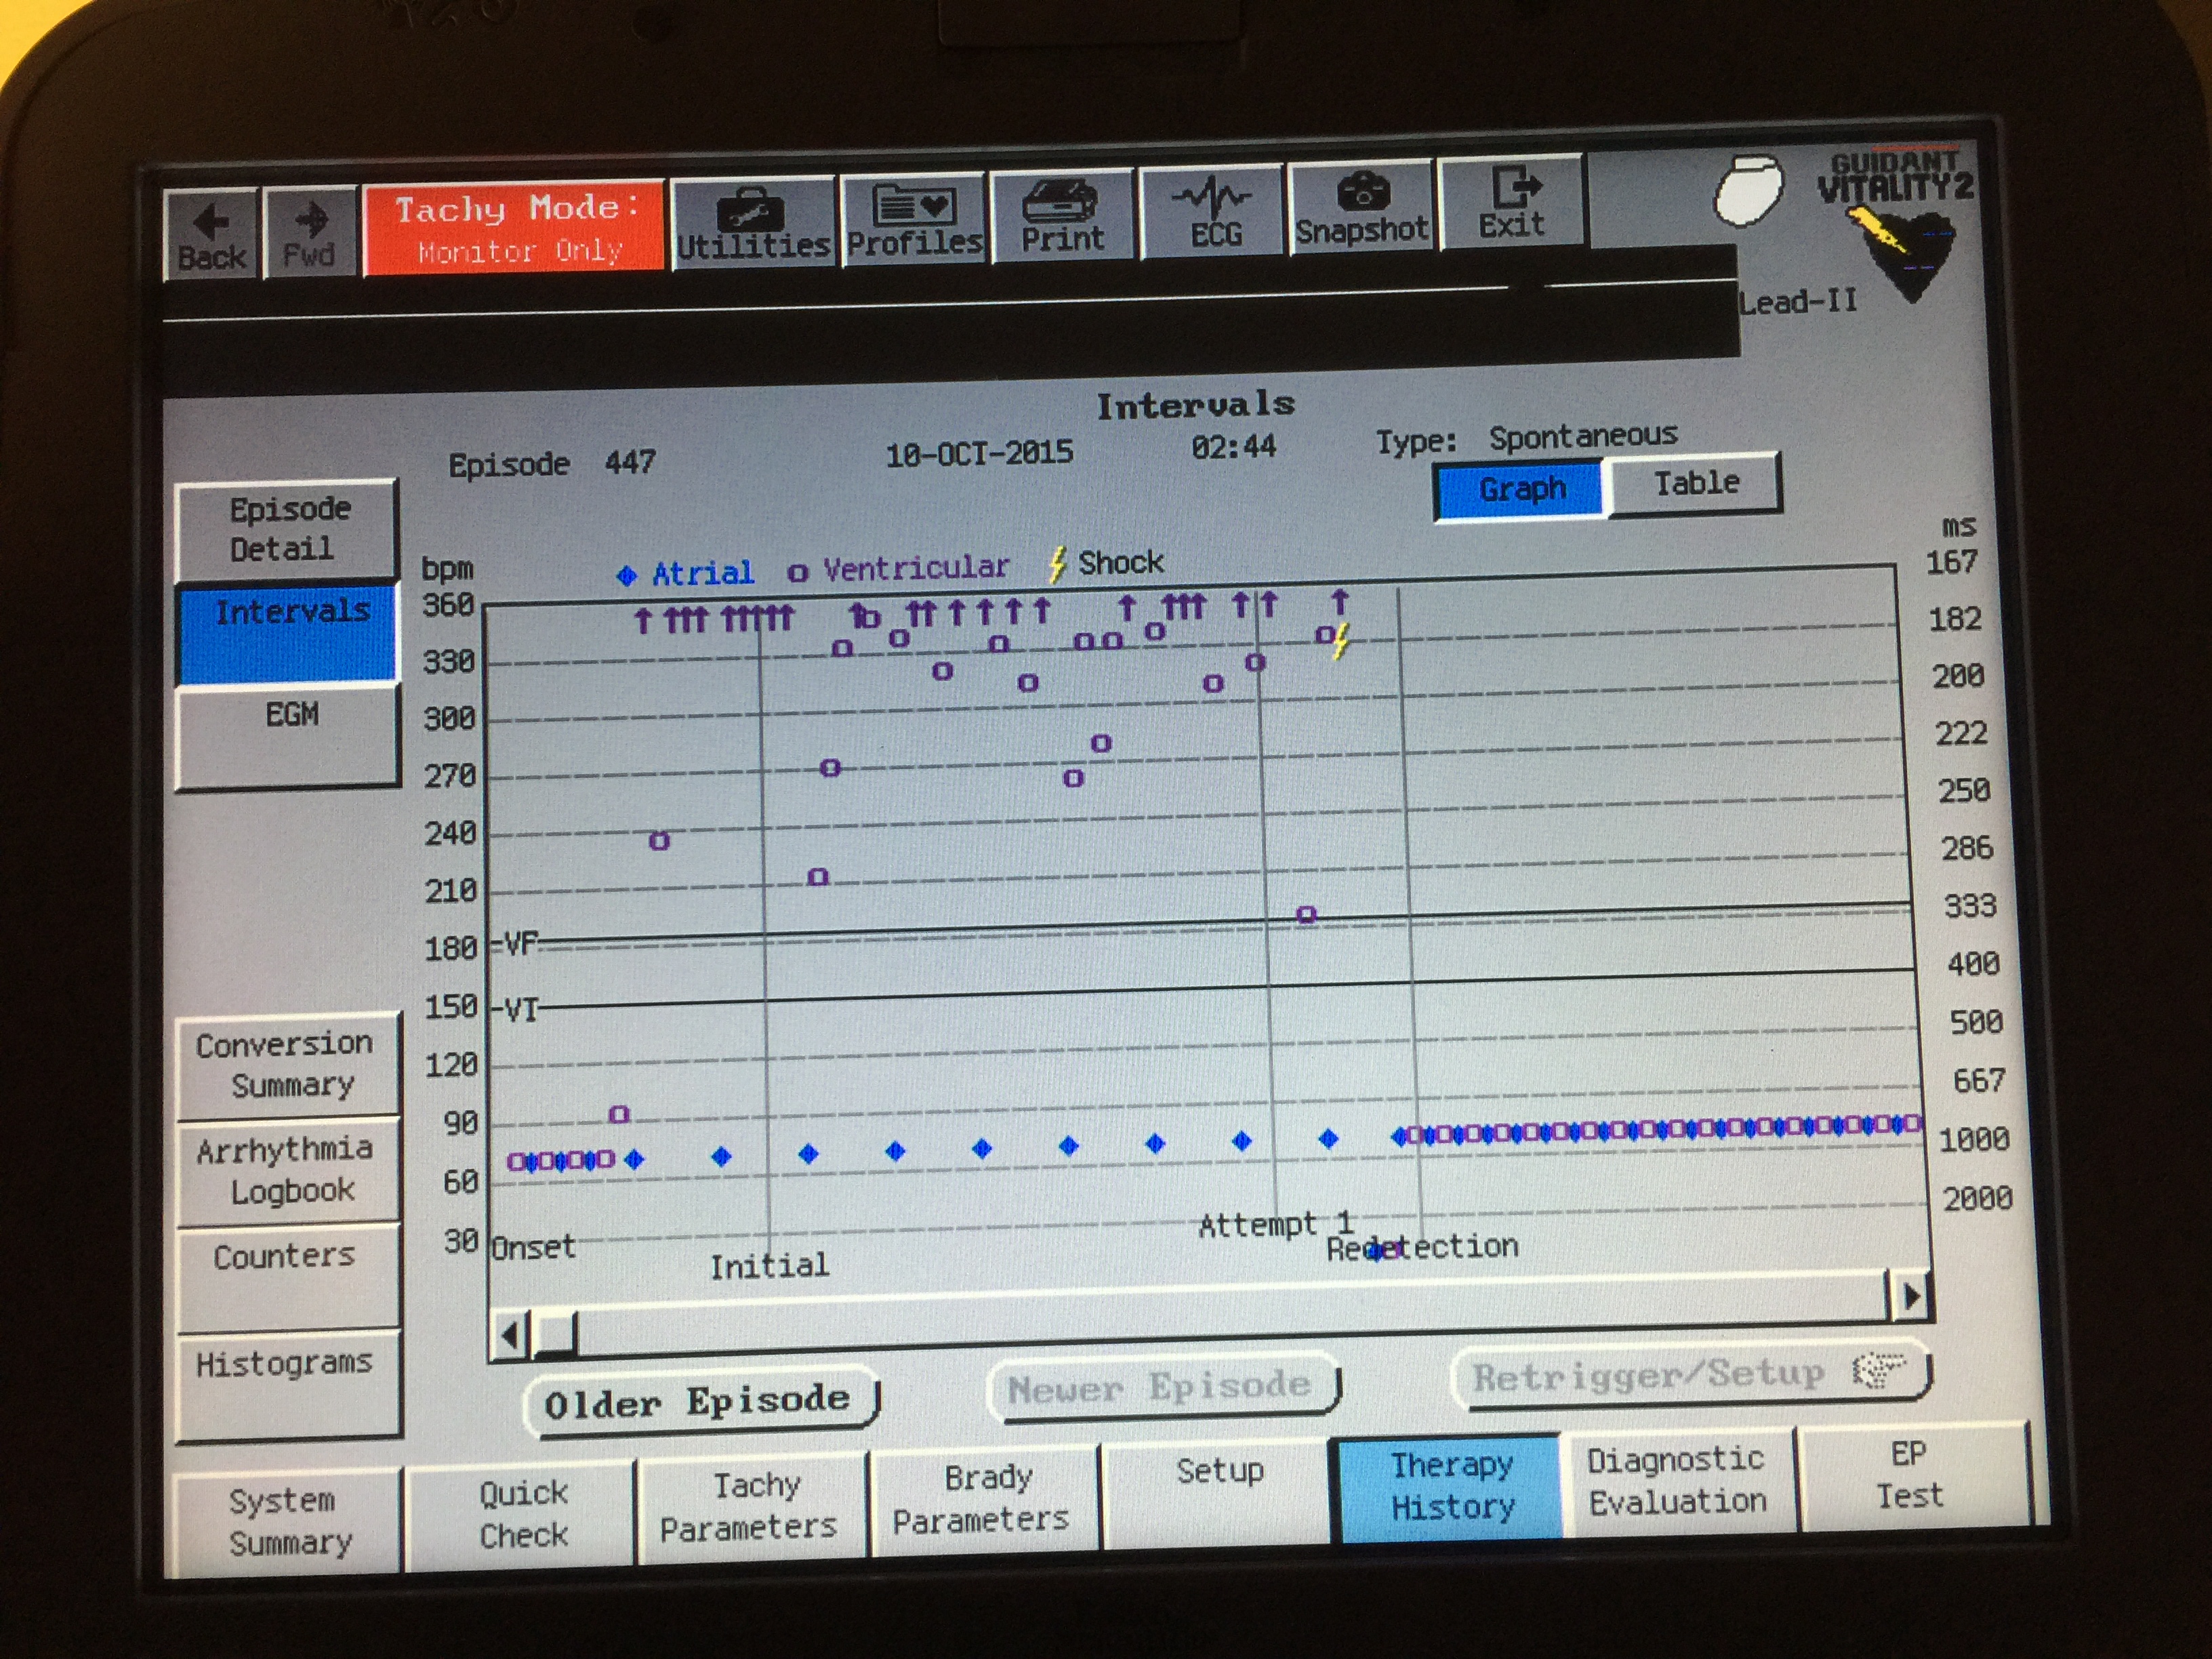 GUIDANT
VITALITY 2
Back
Fwd
Tachy Mode:
Monitor Only
Utilities
Profiles
Print
ECG
Snapshot
Exit
Lead-II
Intervals
Episode 447 10-OCT-2015 02:44 Type: Spontaneous
Graph Table
Episode
Detail
Intervals
EGM
bpm Atrial Ventricular Shock ms
360 167
330 182
300 200
270 222
240 250
210 286
180 VF 333
150 VT 400
120 500
90 667
60 1000
30 2000
Onset
Initial
Attempt 1
Redetection
Conversion
Summary
Arrhythmia
Logbook
Counters
Histograms
Older Episode Newer Episode Retrigger/Setup
System
Summary
Quick
Check
Tachy
Parameters
Brady
Parameters
Setup
Therapy
History
Diagnostic
Evaluation
EP
Test